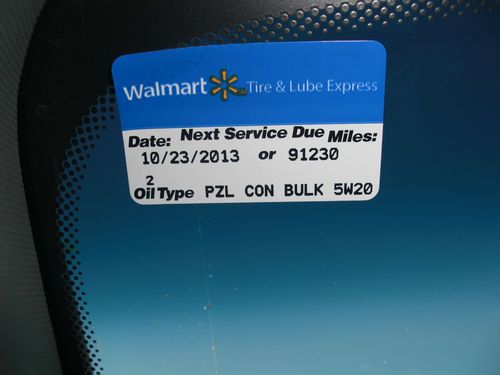 Walmart Tire & Lube Express
Next Service Due
Date: Miles:
10/23/2013 or 91230
2
Oil Type PZL CON BULK 5W20